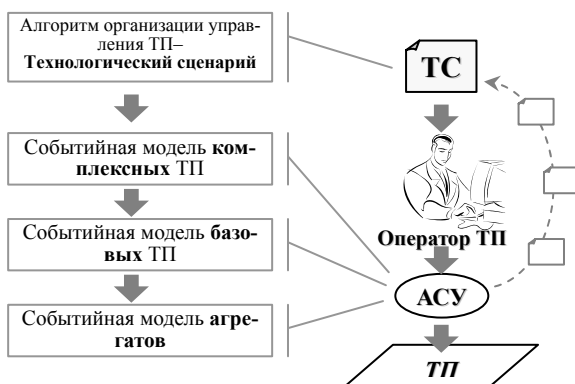 Алгоритм организации управ-
ления ТП–
Технологический сценарий
Событийная модель ком-
плексных ТП
Событийная модель базо-
вых ТП
Событийная модель агре-
гатов
ТС
Оператор ТП
АСУ
ТП